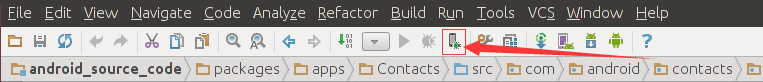 File Edit View Navigate Code Analyze Refactor Build Run Tools VCS Window Help
android_source_code packages apps Contacts src com android contacts